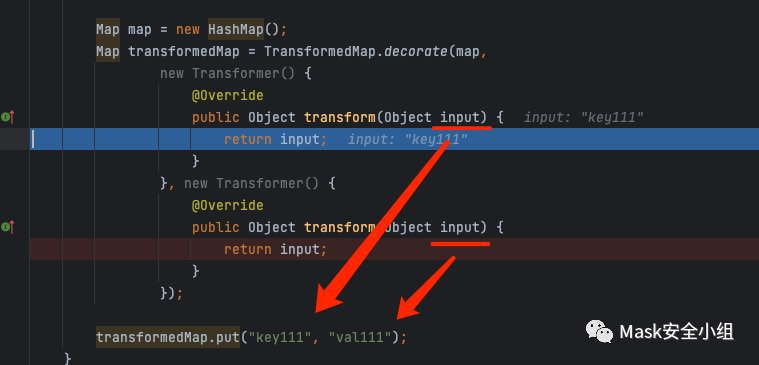 Map map = new HashMap();
Map transformedMap = TransformedMap.decorate(map,
new Transformer() {
@Override
public Object transform(Object input) { input: "key111"
return input; input: "key111"
}
}, new Transformer() {
@Override
public Object transform(Object input) {
return input;
}
});
transformedMap.put("key111", "val111");
}
Mask安全小组